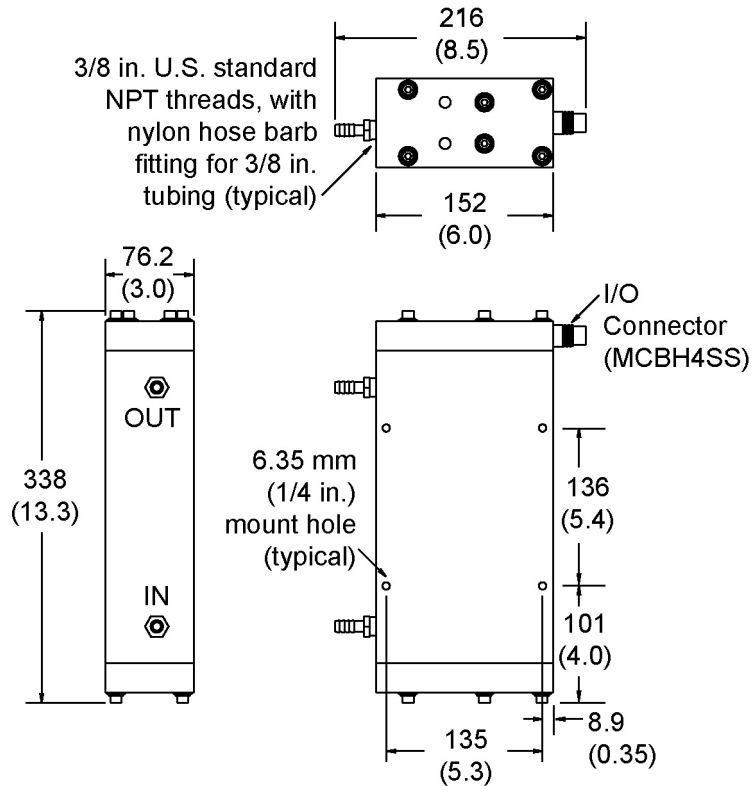 216
(8.5)
3/8 in. U.S. standard
NPT threads, with
nylon hose barb
fitting for 3/8 in.
tubing (typical)
152
(6.0)
76.2
(3.0)
I/O
Connector
(MCBH4SS)
OUT
338
(13.3)
6.35 mm
(1/4 in.)
mount hole
(typical)
136
(5.4)
IN
101
(4.0)
8.9
(0.35)
135
(5.3)